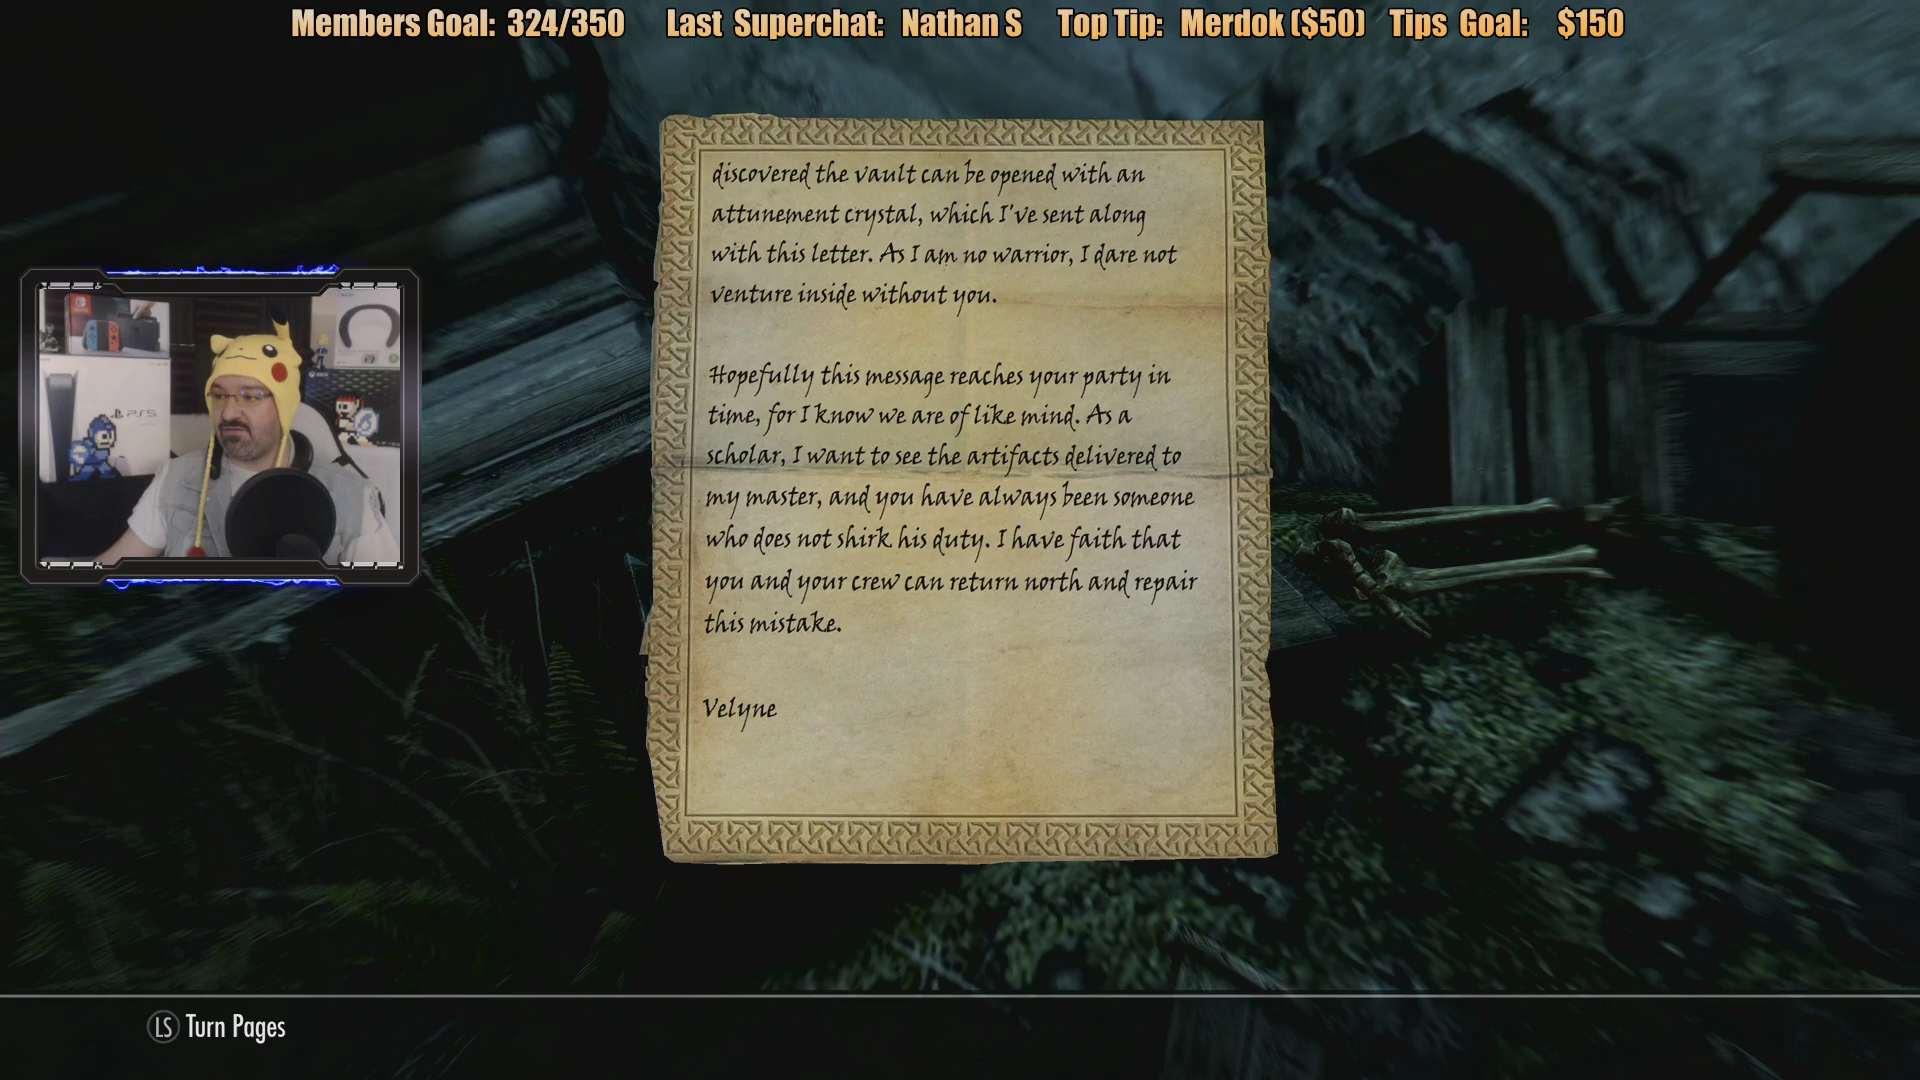 Members Goal: 324/350 Last Superchat: Nathan S Top Tip: Merdok ($50) Tips Goal: $150
discovered the vault can be opened with an
attunement crystal, which I've sent along
with this letter. As I am no warrior, I dare not
venture inside without you.
Hopefully this message reaches your party in
time, for I know we are of like mind. As a
scholar, I want to see the artifacts delivered to
my master, and you have always been someone
who does not shirk his duty. I have faith that
you and your crew can return north and repair
this mistake.
Velyne
PS5
XBOX
LS Turn Pages